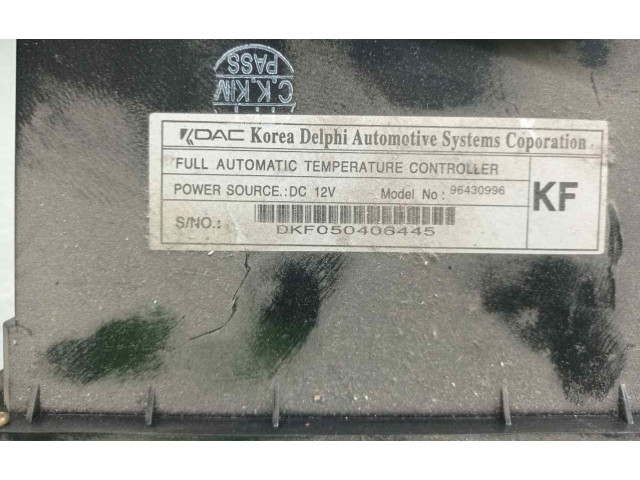 C.K.KIM
PASS
KDAC Korea Delphi Automotive Systems Coporation
FULL AUTOMATIC TEMPERATURE CONTROLLER
POWER SOURCE.:DC 12V Model No : 96430996
KF
S/NO.:
DKF050406445